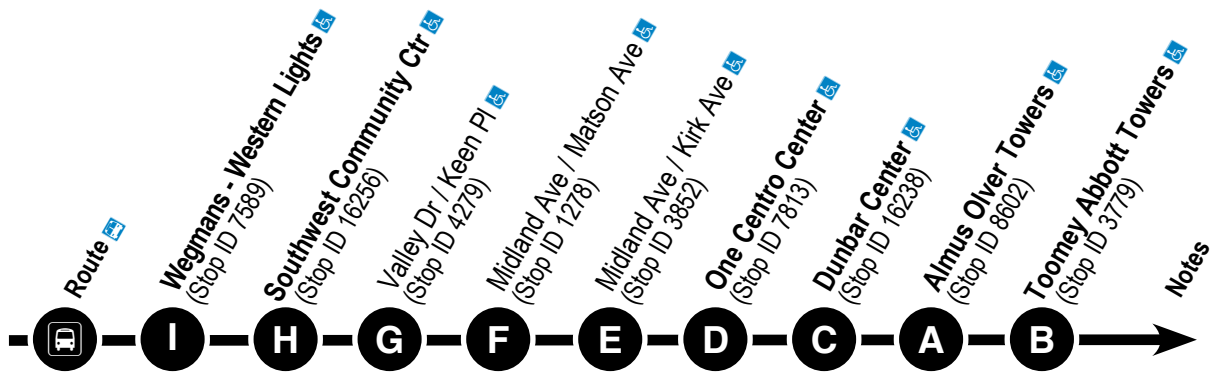 Route
Wegmans - Western Lights
(Stop ID 7589)
Southwest Community Ctr
(Stop ID 16256)
Valley Dr / Keen Pl
(Stop ID 4279)
Midland Ave / Matson Ave
(Stop ID 1278)
Midland Ave / Kirk Ave
(Stop ID 3852)
One Centro Center
(Stop ID 7813)
Dunbar Center
(Stop ID 16238)
Almus Olver Towers
(Stop ID 8602)
Toomey Abbott Towers
(Stop ID 3779)
Notes
I H G F E D C A B